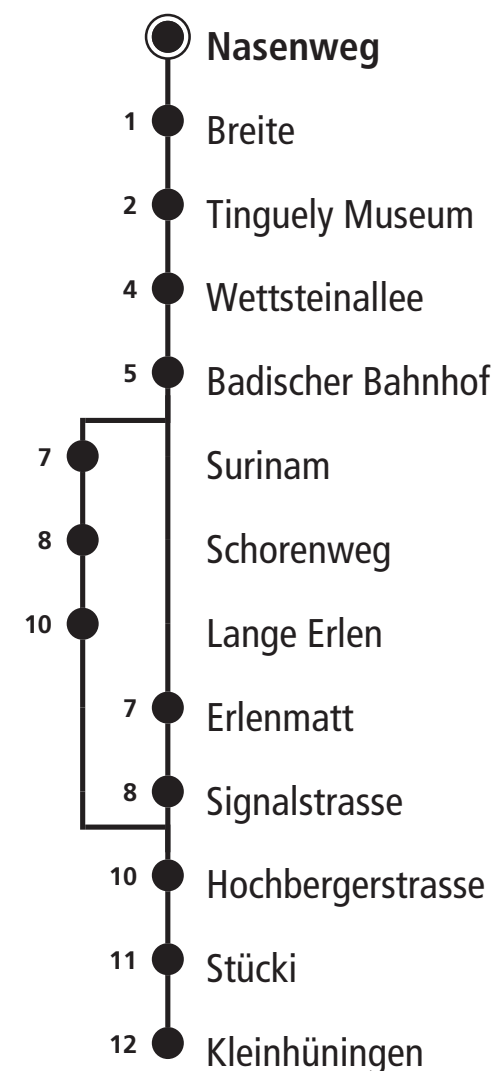 Nasenweg
1 Breite
2 Tinguely Museum
4 Wettsteinallee
5 Badischer Bahnhof
7 Surinam
8 Schorenweg
10 Lange Erlen
7 Erlenmatt
8 Signalstrasse
10 Hochbergerstrasse
11 Stücki
12 Kleinhüningen